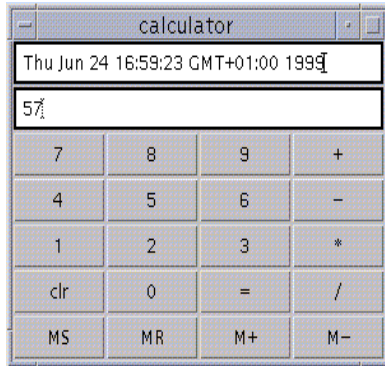 calculator
Thu Jun 24 16:59:23 GMT+01:00 1999
57
7 8 9 +
4 5 6 -
1 2 3 *
clr 0 = /
MS MR M+ M-